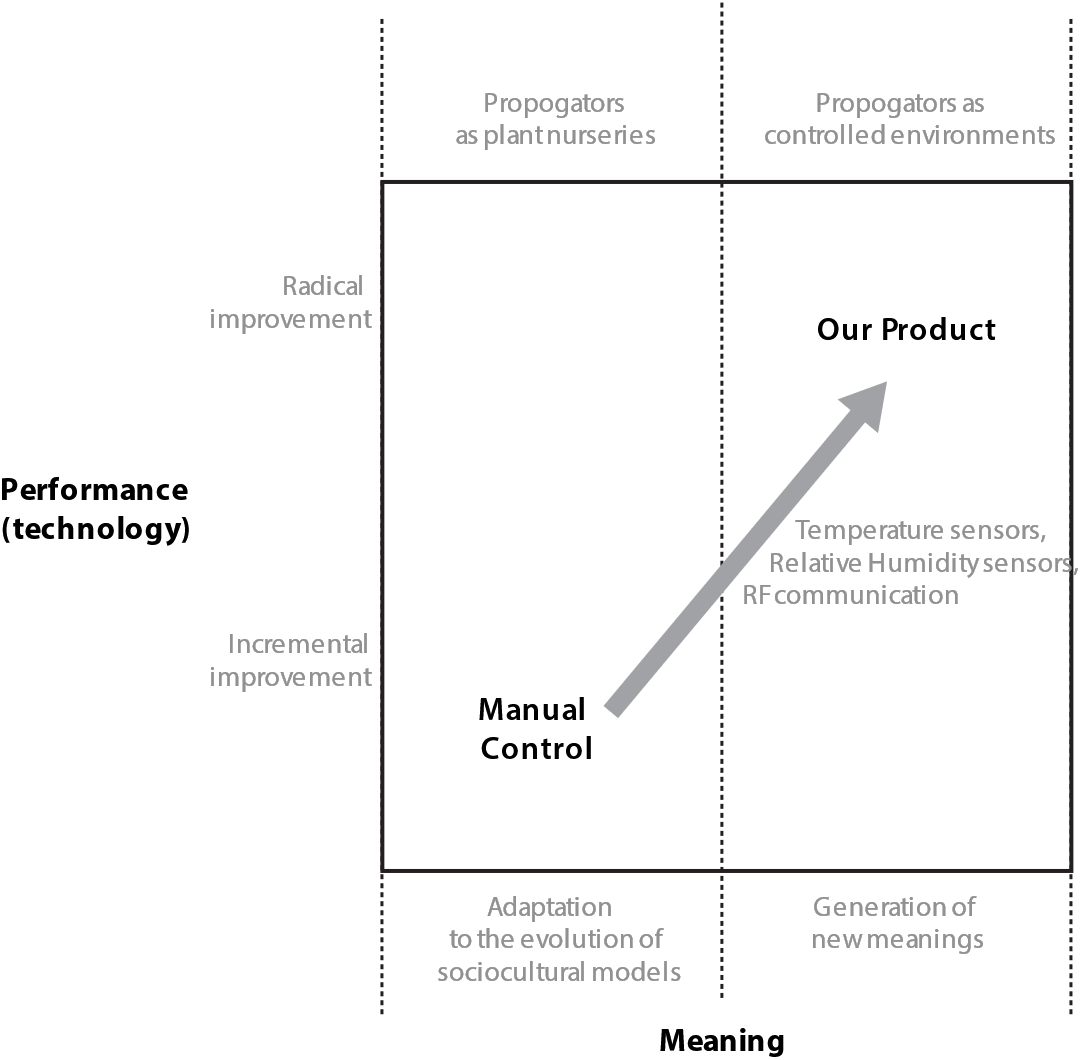 Propogators
as plant nurseries
Propogators as
controlled environments
Radical
improvement
Our Product
Performance
(technology)
Temperature sensors,
Relative Humidity sensors,
RF communication
Incremental
improvement
Manual
Control
Adaptation
to the evolution of
sociocultural models
Generation of
new meanings
Meaning